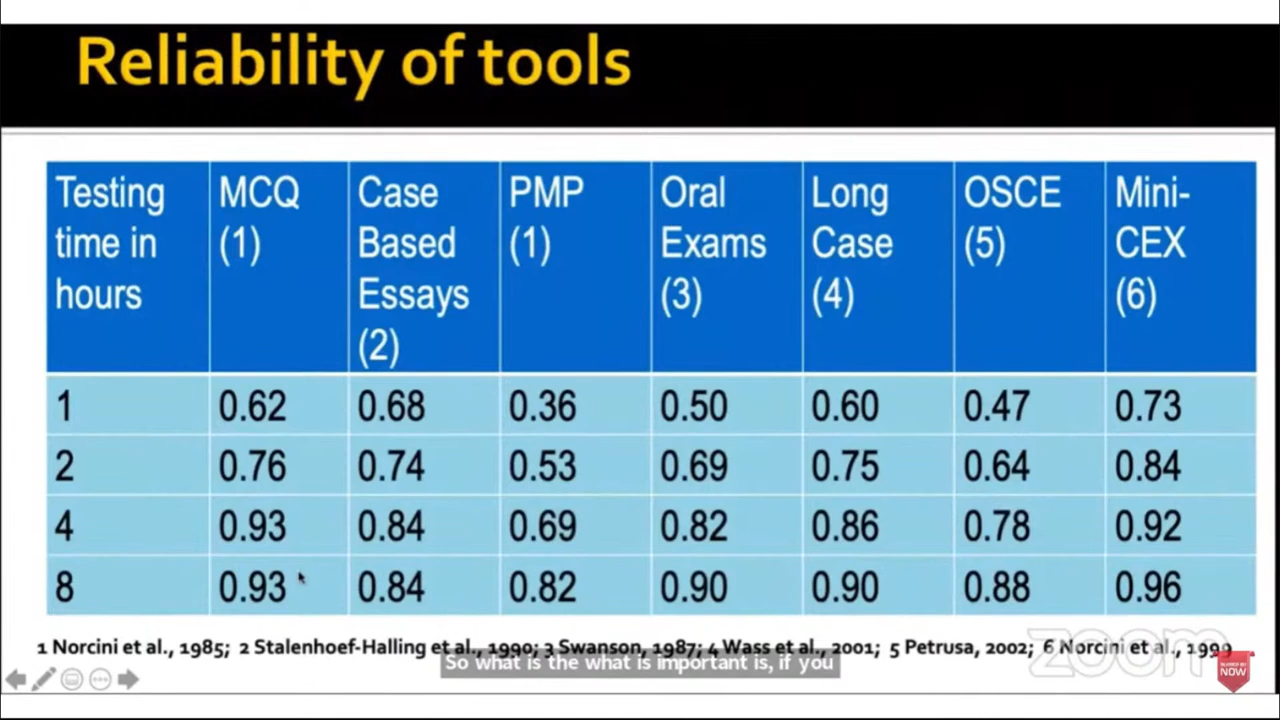 Reliability of tools
Testing time in hours MCQ (1) Case Based Essays (2) PMP (1) Oral Exams (3) Long Case (4) OSCE (5) Mini-CEX (6)
1 0.62 0.68 0.36 0.50 0.60 0.47 0.73
2 0.76 0.74 0.53 0.69 0.75 0.64 0.84
4 0.93 0.84 0.69 0.82 0.86 0.78 0.92
8 0.93 0.84 0.82 0.90 0.90 0.88 0.96
1 Norcini et al., 1985; 2 Stalenhoef-Halling et al., 1990; 3 Swanson, 1987; 4 Wass et al., 2001; 5 Petrusa, 2002; 6 Norcini et al., 1999
So what is the what is important is, if you
zoom
NOW